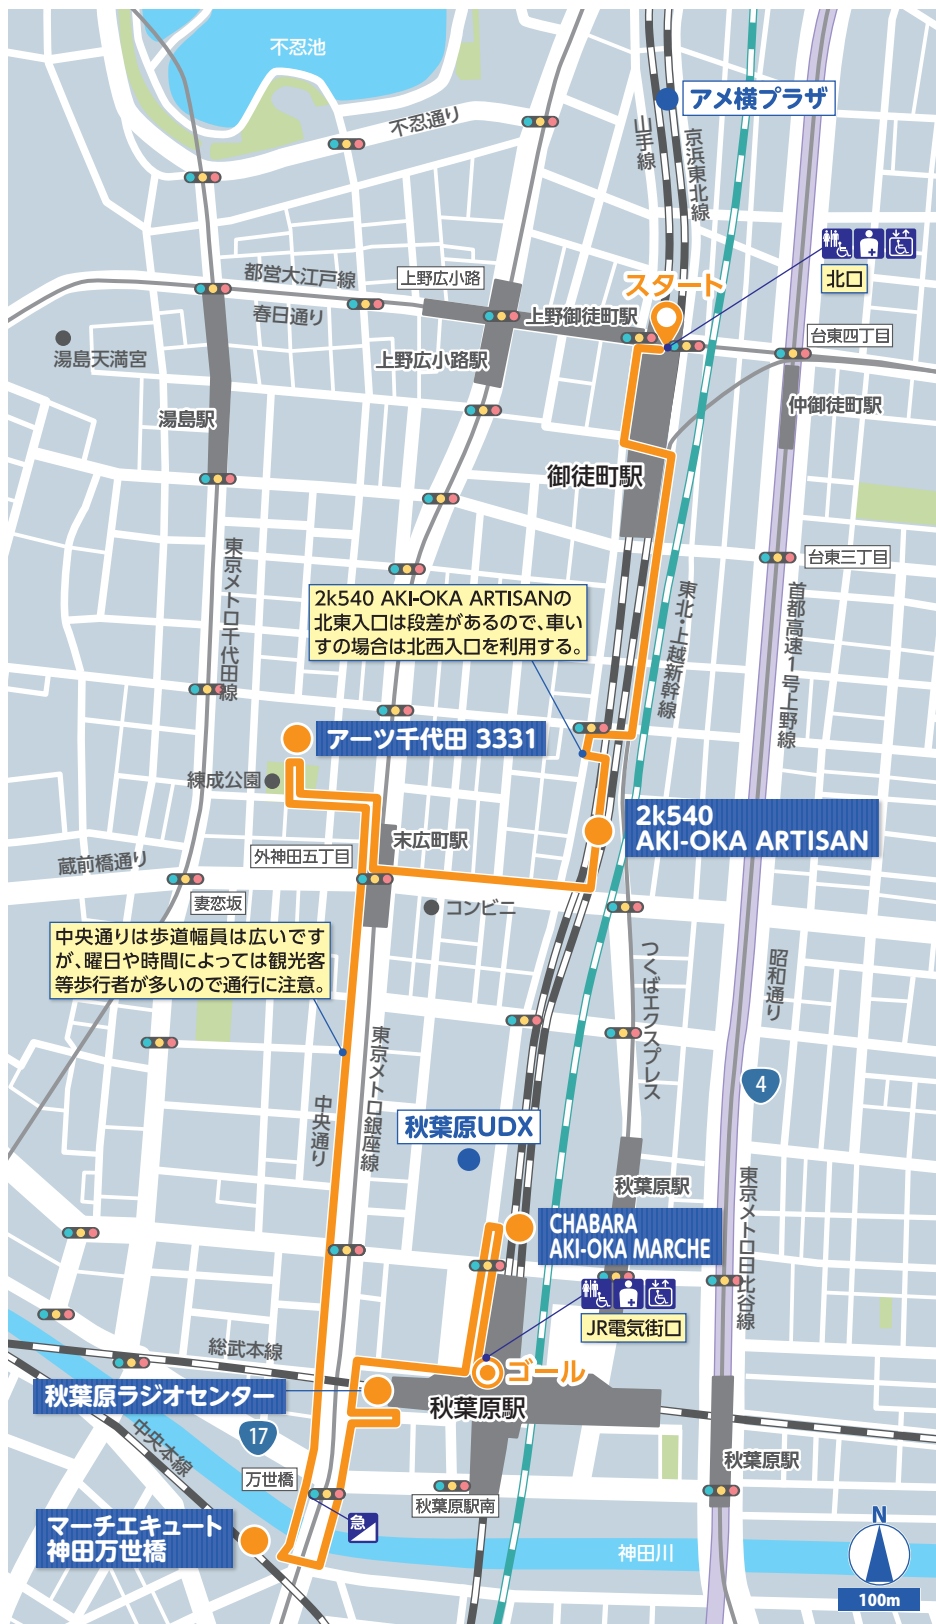 不忍池
不忍通り
アメ横プラザ
山手線
京浜東北線
北口
スタート
都営大江戸線
上野広小路
春日通り
上野御徒町駅
台東四丁目
湯島天満宮
上野広小路駅
湯島駅
仲御徒町駅
御徒町駅
東京メトロ千代田線
台東三丁目
2k540 AKI-OKA ARTISANの
北東入口は段差があるので、車い
すの場合は北西入口を利用する。
東北・上越新幹線
首都高速1号上野線
アーツ千代田 3331
練成公園
2k540
AKI-OKA ARTISAN
末広町駅
外神田五丁目
蔵前橋通り
妻恋坂
コンビニ
中央通りは歩道幅員は広いです
が、曜日や時間によっては観光客
等歩行者が多いので通行に注意。
つくばエクスプレス
昭和通り
東京メトロ銀座線
中央通り
4
秋葉原UDX
秋葉原駅
東京メトロ日比谷線
CHABARA
AKI-OKA MARCHE
JR電気街口
総武本線
ゴール
秋葉原ラジオセンター
秋葉原駅
17
中央本線
万世橋
秋葉原駅
秋葉原駅南
急
マーチエキュート
神田万世橋
神田川
N
100m